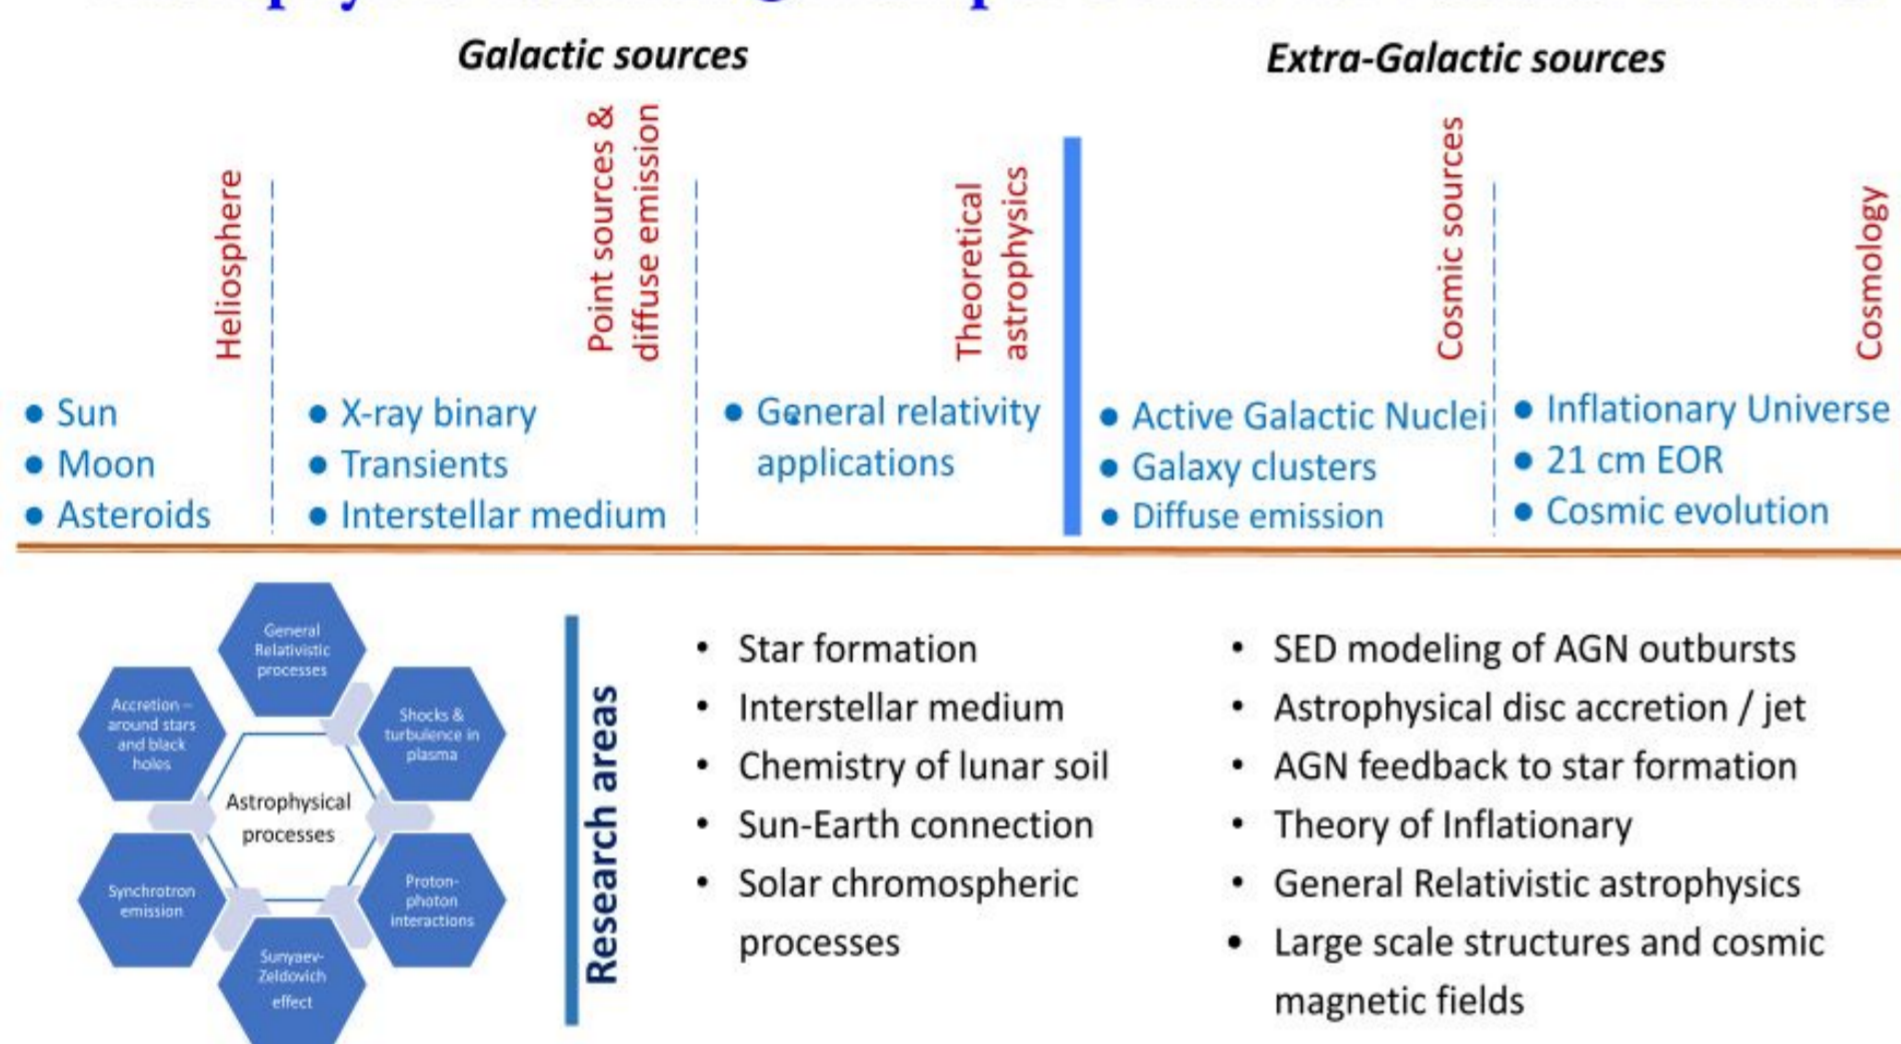 Galactic sources
Extra-Galactic sources
Heliosphere
Point sources &
diffuse emission
Theoretical
astrophysics
Cosmic sources
Cosmology
● Sun
● Moon
● Asteroids
● X-ray binary
● Transients
● Interstellar medium
● General relativity
applications
● Active Galactic Nuclei
● Galaxy clusters
● Diffuse emission
● Inflationary Universe
● 21 cm EOR
● Cosmic evolution
General
Relativistic
processes
Accretion –
around stars
and black
holes
Shocks &
turbulence in
plasma
Astrophysical
processes
Synchrotron
emission
Proton-
photon
interactions
Sunyaev-
Zeldovich
effect
Research areas
• Star formation
• Interstellar medium
• Chemistry of lunar soil
• Sun-Earth connection
• Solar chromospheric
processes
• SED modeling of AGN outbursts
• Astrophysical disc accretion / jet
• AGN feedback to star formation
• Theory of Inflationary
• General Relativistic astrophysics
• Large scale structures and cosmic
magnetic fields